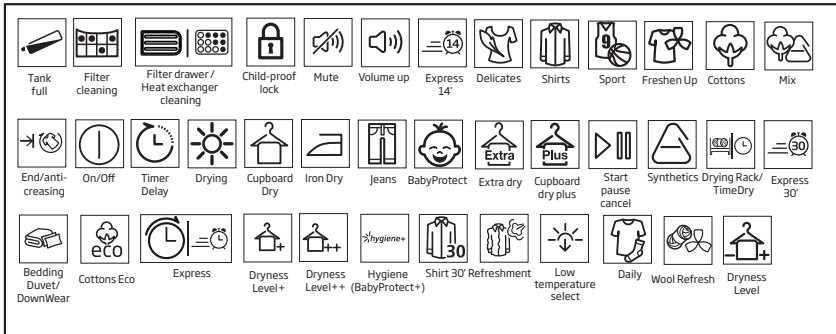 14
9
Tank full
Filter cleaning
Filter drawer / Heat exchanger cleaning
Child-proof lock
Mute
Volume up
Express 14'
Delicates
Shirts
Sport
Freshen Up
Cottons
Mix
Extra
Plus
30
End/anti-creasing
On/Off
Timer Delay
Drying
Cupboard Dry
Iron Dry
Jeans
BabyProtect
Extra dry
Cupboard dry plus
Start pause cancel
Synthetics
Drying Rack/ TimeDry
Express 30'
eco
+
++
hygiene+
30
- +
Bedding Duvet/ DownWear
Cottons Eco
Express
Dryness Level+
Dryness Level++
Hygiene (BabyProtect+)
Shirt 30'
Refreshment
Low temperature select
Daily
Wool Refresh
Dryness Level